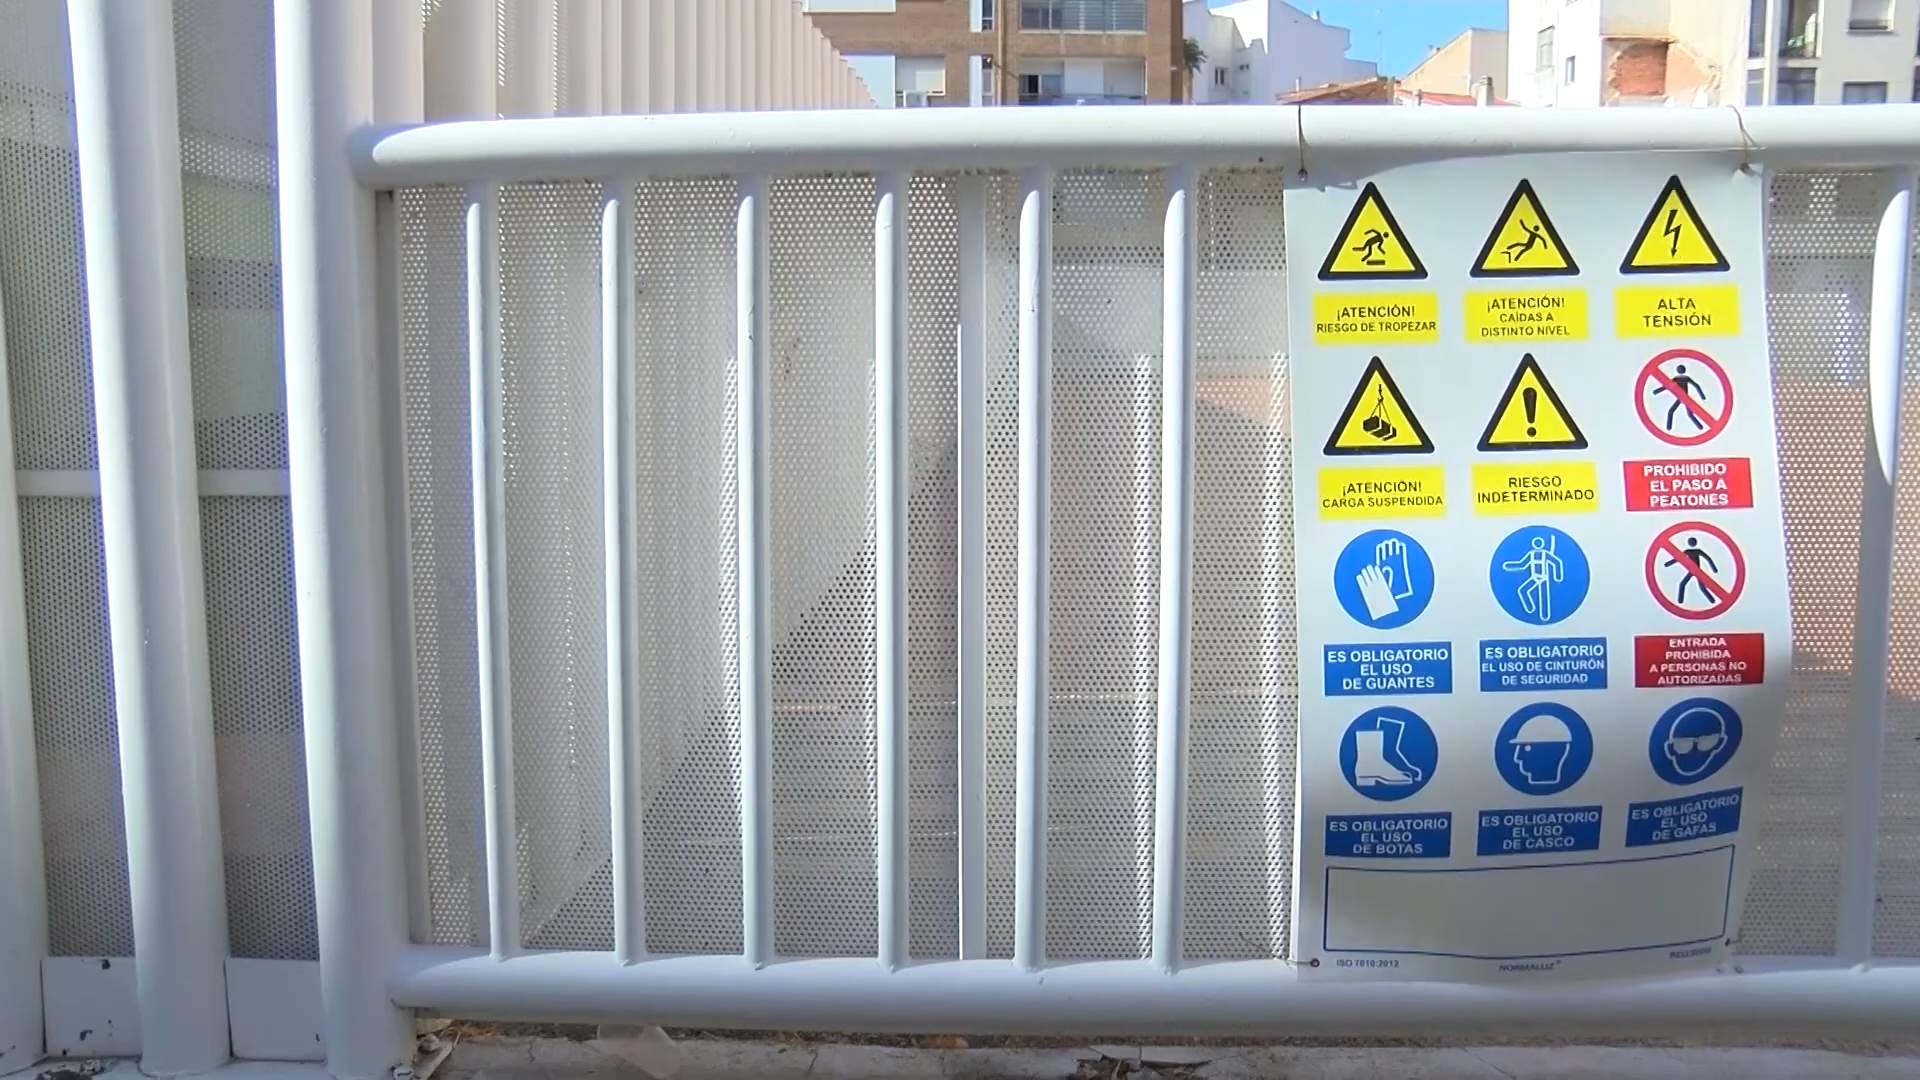 ¡ATENCIÓN!
RIESGO DE TROPEZAR
¡ATENCIÓN!
CAÍDAS A
DISTINTO NIVEL
ALTA
TENSIÓN
¡ATENCIÓN!
CARGA SUSPENDIDA
RIESGO
INDETERMINADO
PROHIBIDO
EL PASO A
PEATONES
ES OBLIGATORIO
EL USO
DE GUANTES
ES OBLIGATORIO
EL USO DE CINTURÓN
DE SEGURIDAD
ENTRADA
PROHIBIDA
A PERSONAS NO
AUTORIZADAS
ES OBLIGATORIO
EL USO
DE BOTAS
ES OBLIGATORIO
EL USO
DE CASCO
ES OBLIGATORIO
EL USO
DE GAFAS
ISO 7010:2012
NORMALUZ